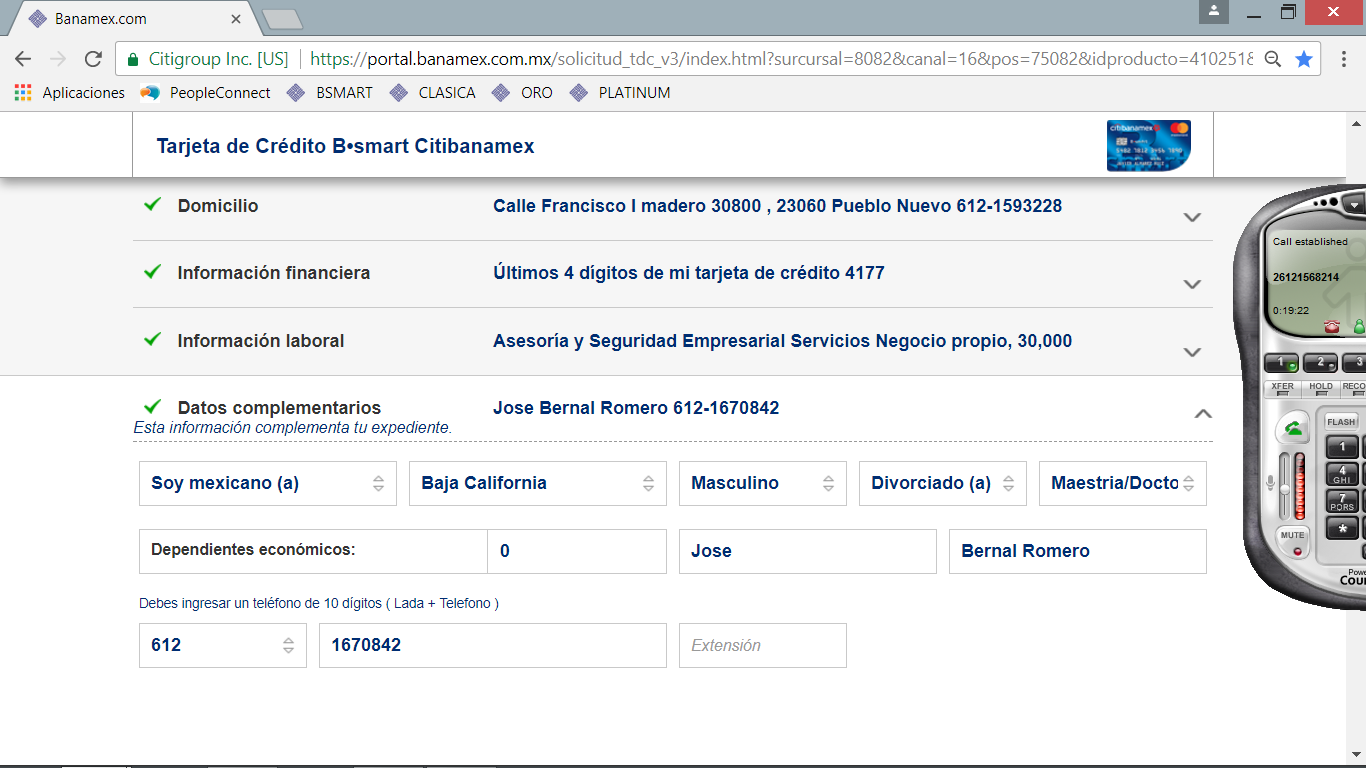 Banamex.com
Citigroup Inc. [US] https://portal.banamex.com.mx/solicitud_tdc_v3/index.html?sursursal=8082&canal=16&pos=75082&idproducto=4102518
Aplicaciones PeopleConnect BSMART CLASICA ORO PLATINUM
Tarjeta de Crédito B•smart Citibanamex
citibanamex
Domicilio Calle Francisco I madero 30800 , 23060 Pueblo Nuevo 612-1593228
Call established
Información financiera Últimos 4 dígitos de mi tarjeta de crédito 4177
26121568214
0:19:22
Información laboral Asesoría y Seguridad Empresarial Servicios Negocio propio, 30,000
1 2 3
XFER HOLD RECO
Datos complementarios Jose Bernal Romero 612-1670842
Esta información complementa tu expediente.
FLASH
Soy mexicano (a) Baja California Masculino Divorciado (a) Maestria/Docto
1
4 GHI
7 PQRS
*
MUTE
Dependientes económicos: 0 Jose Bernal Romero
Powe
Coun
Debes ingresar un teléfono de 10 dígitos ( Lada + Telefono )
612 1670842 Extensión